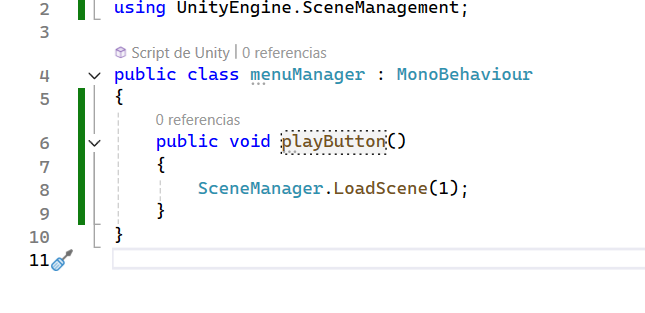 2 using UnityEngine.SceneManagement;
3
Script de Unity | 0 referencias
4 public class menuManager : MonoBehaviour
5 {
0 referencias
6 public void playButton()
7 {
8 SceneManager.LoadScene(1);
9 }
10 }
11